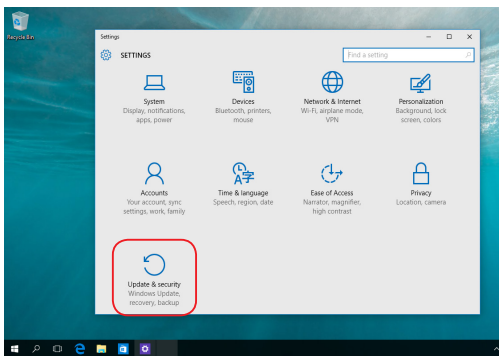 Recycle Bin
Settings
SETTINGS
Find a setting
System
Display, notifications,
apps, power
Devices
Bluetooth, printers,
mouse
Network & Internet
Wi-Fi, airplane mode,
VPN
Personalization
Background, lock
screen, colors
Accounts
Your account, sync
settings, work, family
Time & language
Speech, region, date
Ease of Access
Narrator, magnifier,
high contrast
Privacy
Location, camera
Update & security
Windows Update,
recovery, backup